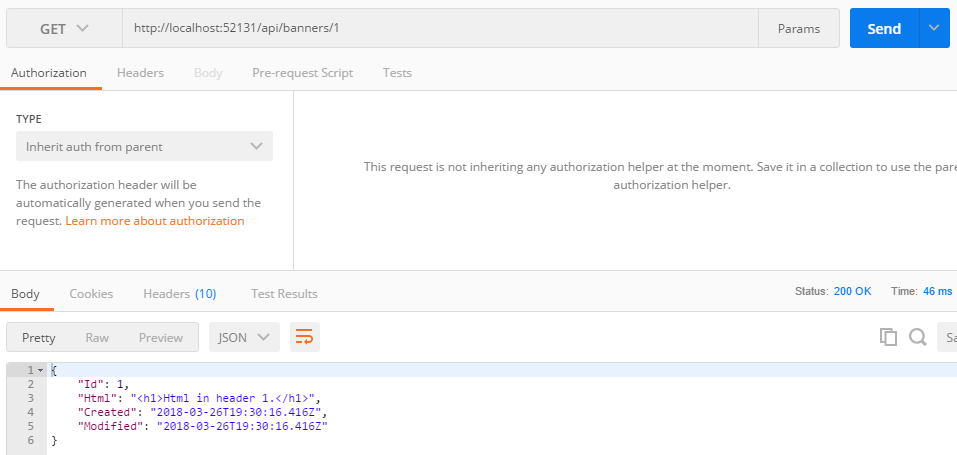 GET http://localhost:52131/api/banners/1 Params Send
Authorization Headers Body Pre-request Script Tests
TYPE
Inherit auth from parent
The authorization header will be
automatically generated when you send the
request. Learn more about authorization
This request is not inheriting any authorization helper at the moment. Save it in a collection to use the pare
authorization helper.
Body Cookies Headers (10) Test Results Status: 200 OK Time: 46 ms
Pretty Raw Preview JSON Sa
1 {
2 "Id": 1,
3 "Html": "<h1>Html in header 1.</h1>",
4 "Created": "2018-03-26T19:30:16.416Z",
5 "Modified": "2018-03-26T19:30:16.416Z"
6 }